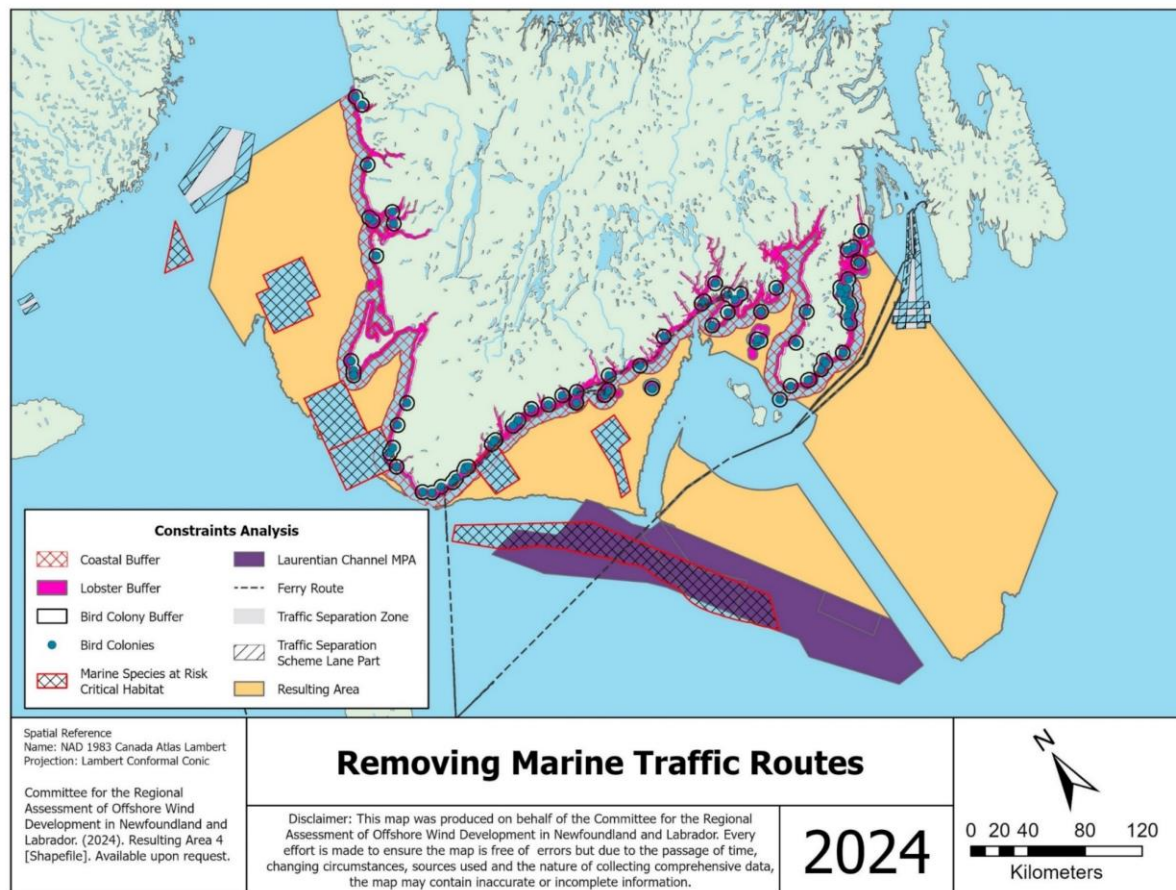 Constraints Analysis
Coastal Buffer
Lobster Buffer
Bird Colony Buffer
Bird Colonies
Marine Species at Risk
Critical Habitat
Laurentian Channel MPA
Ferry Route
Traffic Separation Zone
Traffic Separation
Scheme Lane Part
Resulting Area
Spatial Reference
Name: NAD 1983 Canada Atlas Lambert
Projection: Lambert Conformal Conic
Committee for the Regional
Assessment of Offshore Wind
Development in Newfoundland and
Labrador. (2024). Resulting Area 4
[Shapefile]. Available upon request.
Removing Marine Traffic Routes
Disclaimer: This map was produced on behalf of the Committee for the Regional
Assessment of Offshore Wind Development in Newfoundland and Labrador. Every
effort is made to ensure the map is free of errors but due to the passage of time,
changing circumstances, sources used and the nature of collecting comprehensive data,
the map may contain inaccurate or incomplete information.
2024
N
0 20 40 80 120
Kilometers